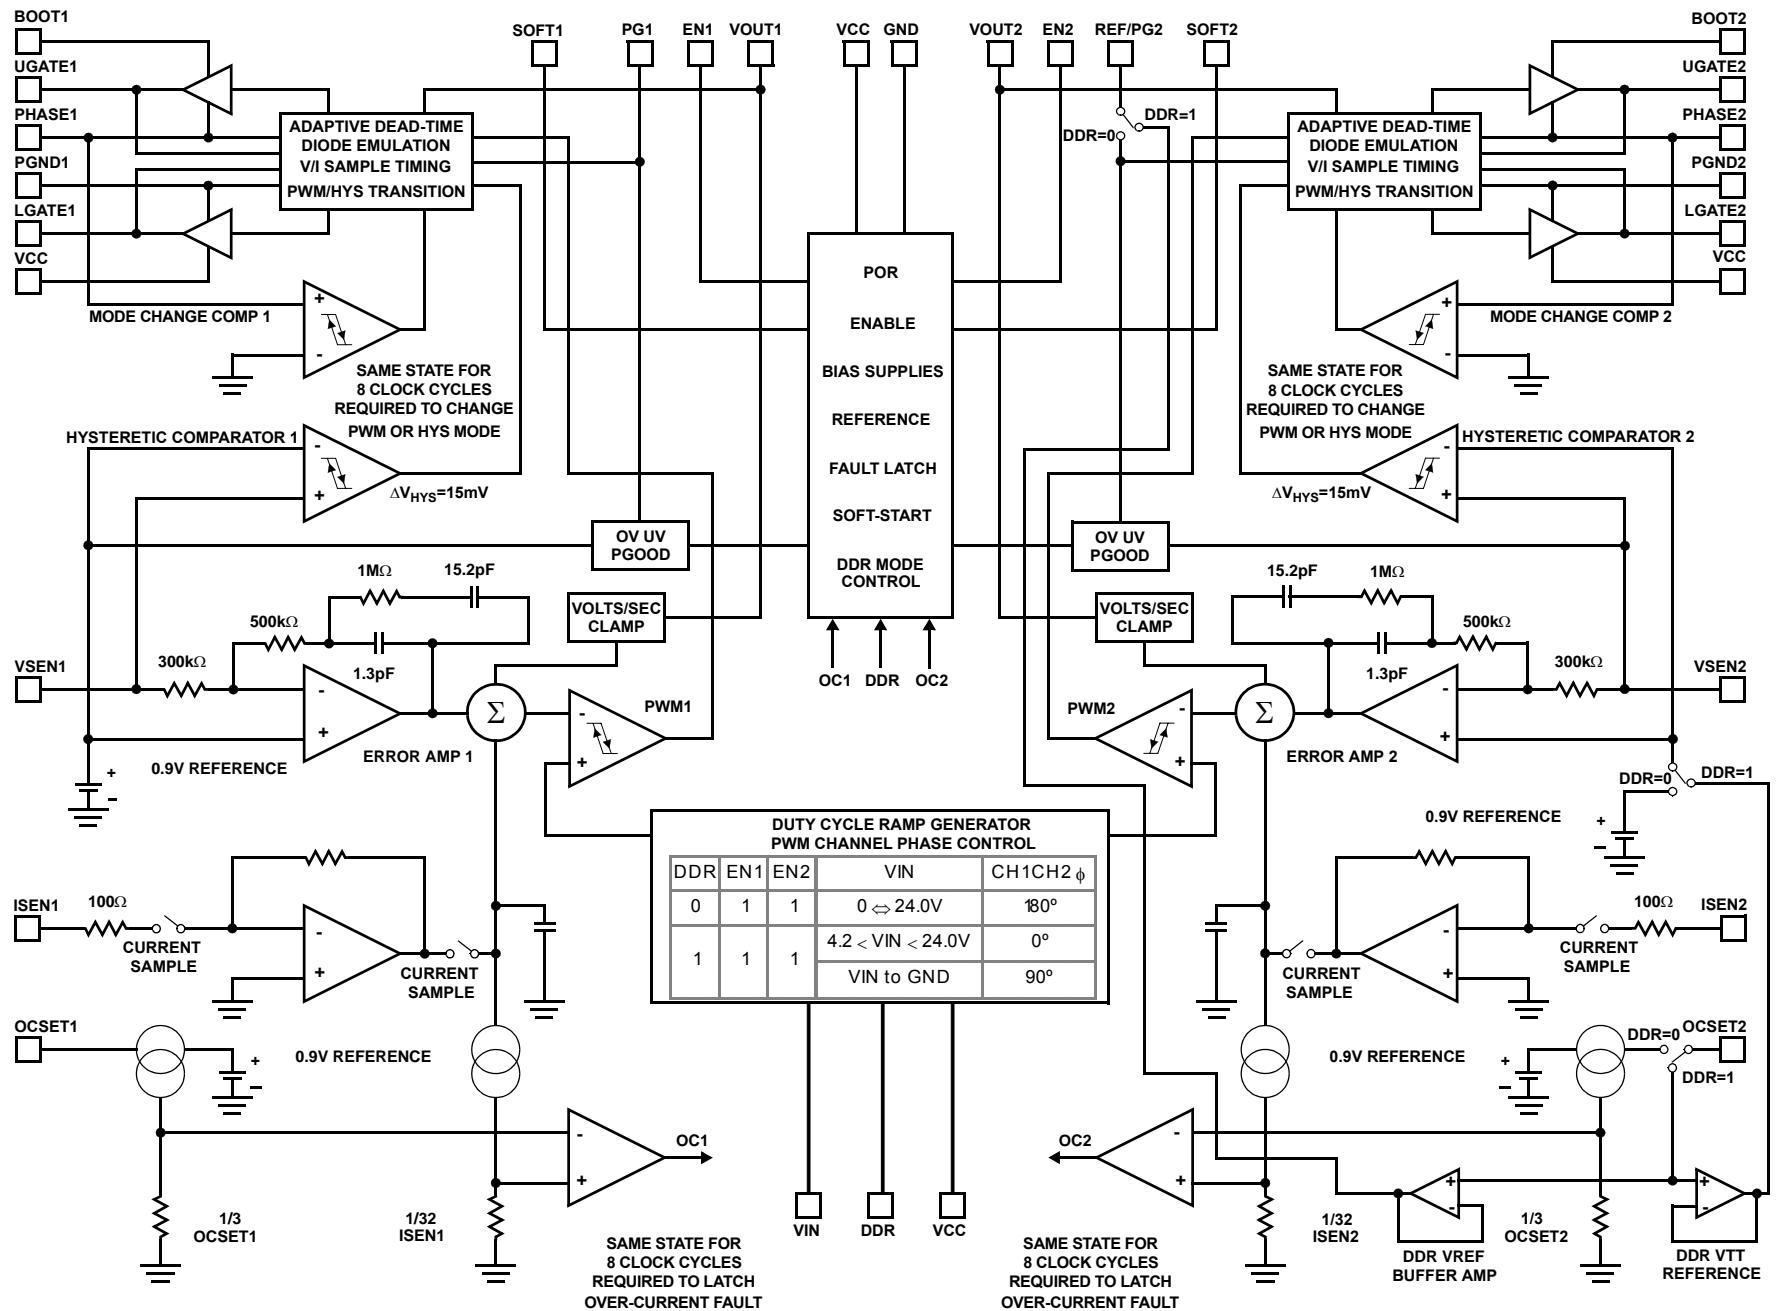 BOOT1
UGATE1
PHASE1
PGND1
LGATE1
VCC
SOFT1
PG1
EN1
VOUT1
VCC
GND
VOUT2
EN2
REF/PG2
SOFT2
BOOT2
UGATE2
PHASE2
PGND2
LGATE2
VCC
ADAPTIVE DEAD-TIME
DIODE EMULATION
V/I SAMPLE TIMING
PWM/HYS TRANSITION
DDR=1
DDR=0
ADAPTIVE DEAD-TIME
DIODE EMULATION
V/I SAMPLE TIMING
PWM/HYS TRANSITION
POR
ENABLE
BIAS SUPPLIES
REFERENCE
FAULT LATCH
SOFT-START
DDR MODE
CONTROL
MODE CHANGE COMP 1
+
-
SAME STATE FOR
8 CLOCK CYCLES
REQUIRED TO CHANGE
PWM OR HYS MODE
MODE CHANGE COMP 2
+
-
SAME STATE FOR
8 CLOCK CYCLES
REQUIRED TO CHANGE
PWM OR HYS MODE
HYSTERETIC COMPARATOR 1
-
+
ΔVHYS=15mV
HYSTERETIC COMPARATOR 2
-
+
ΔVHYS=15mV
OV UV
PGOOD
OV UV
PGOOD
1MΩ
15.2pF
500kΩ
300kΩ
1.3pF
VSEN1
-
+
ERROR AMP 1
0.9V REFERENCE
+
-
VOLTS/SEC
CLAMP
Σ
-
+
PWM1
OC1
DDR
OC2
VOLTS/SEC
CLAMP
Σ
PWM2
-
+
15.2pF
1MΩ
500kΩ
300kΩ
1.3pF
VSEN2
-
+
ERROR AMP 2
DDR=0
DDR=1
0.9V REFERENCE
+
-
DUTY CYCLE RAMP GENERATOR
PWM CHANNEL PHASE CONTROL
DDR EN1 EN2 VIN CH1CH2 ϕ
0 1 1 0 ⇔ 24.0V 180º
1 1 1 4.2 < VIN < 24.0V 0º
VIN to GND 90º
ISEN1
100Ω
CURRENT
SAMPLE
-
+
CURRENT
SAMPLE
ISEN2
100Ω
CURRENT
SAMPLE
-
+
CURRENT
SAMPLE
OCSET1
+
-
0.9V REFERENCE
0.9V REFERENCE
+
-
DDR=0
OCSET2
DDR=1
-
+
OC1
OC2
-
+
1/3
OCSET1
1/32
ISEN1
VIN
DDR
VCC
1/32
ISEN2
1/3
OCSET2
+
-
DDR VREF
BUFFER AMP
+
-
DDR VTT
REFERENCE
SAME STATE FOR
8 CLOCK CYCLES
REQUIRED TO LATCH
OVER-CURRENT FAULT
SAME STATE FOR
8 CLOCK CYCLES
REQUIRED TO LATCH
OVER-CURRENT FAULT